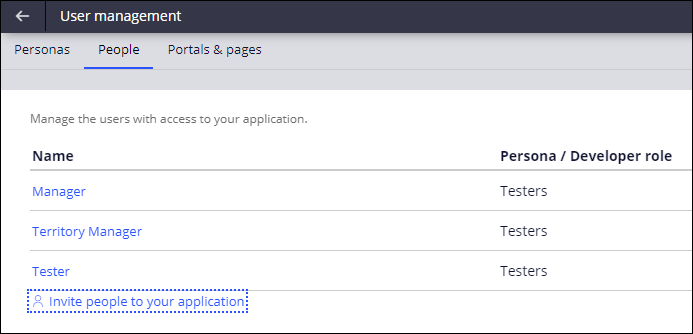 User management
Personas People Portals & pages
Manage the users with access to your application.
Name Persona / Developer role
Manager Testers
Territory Manager Testers
Tester Testers
Invite people to your application